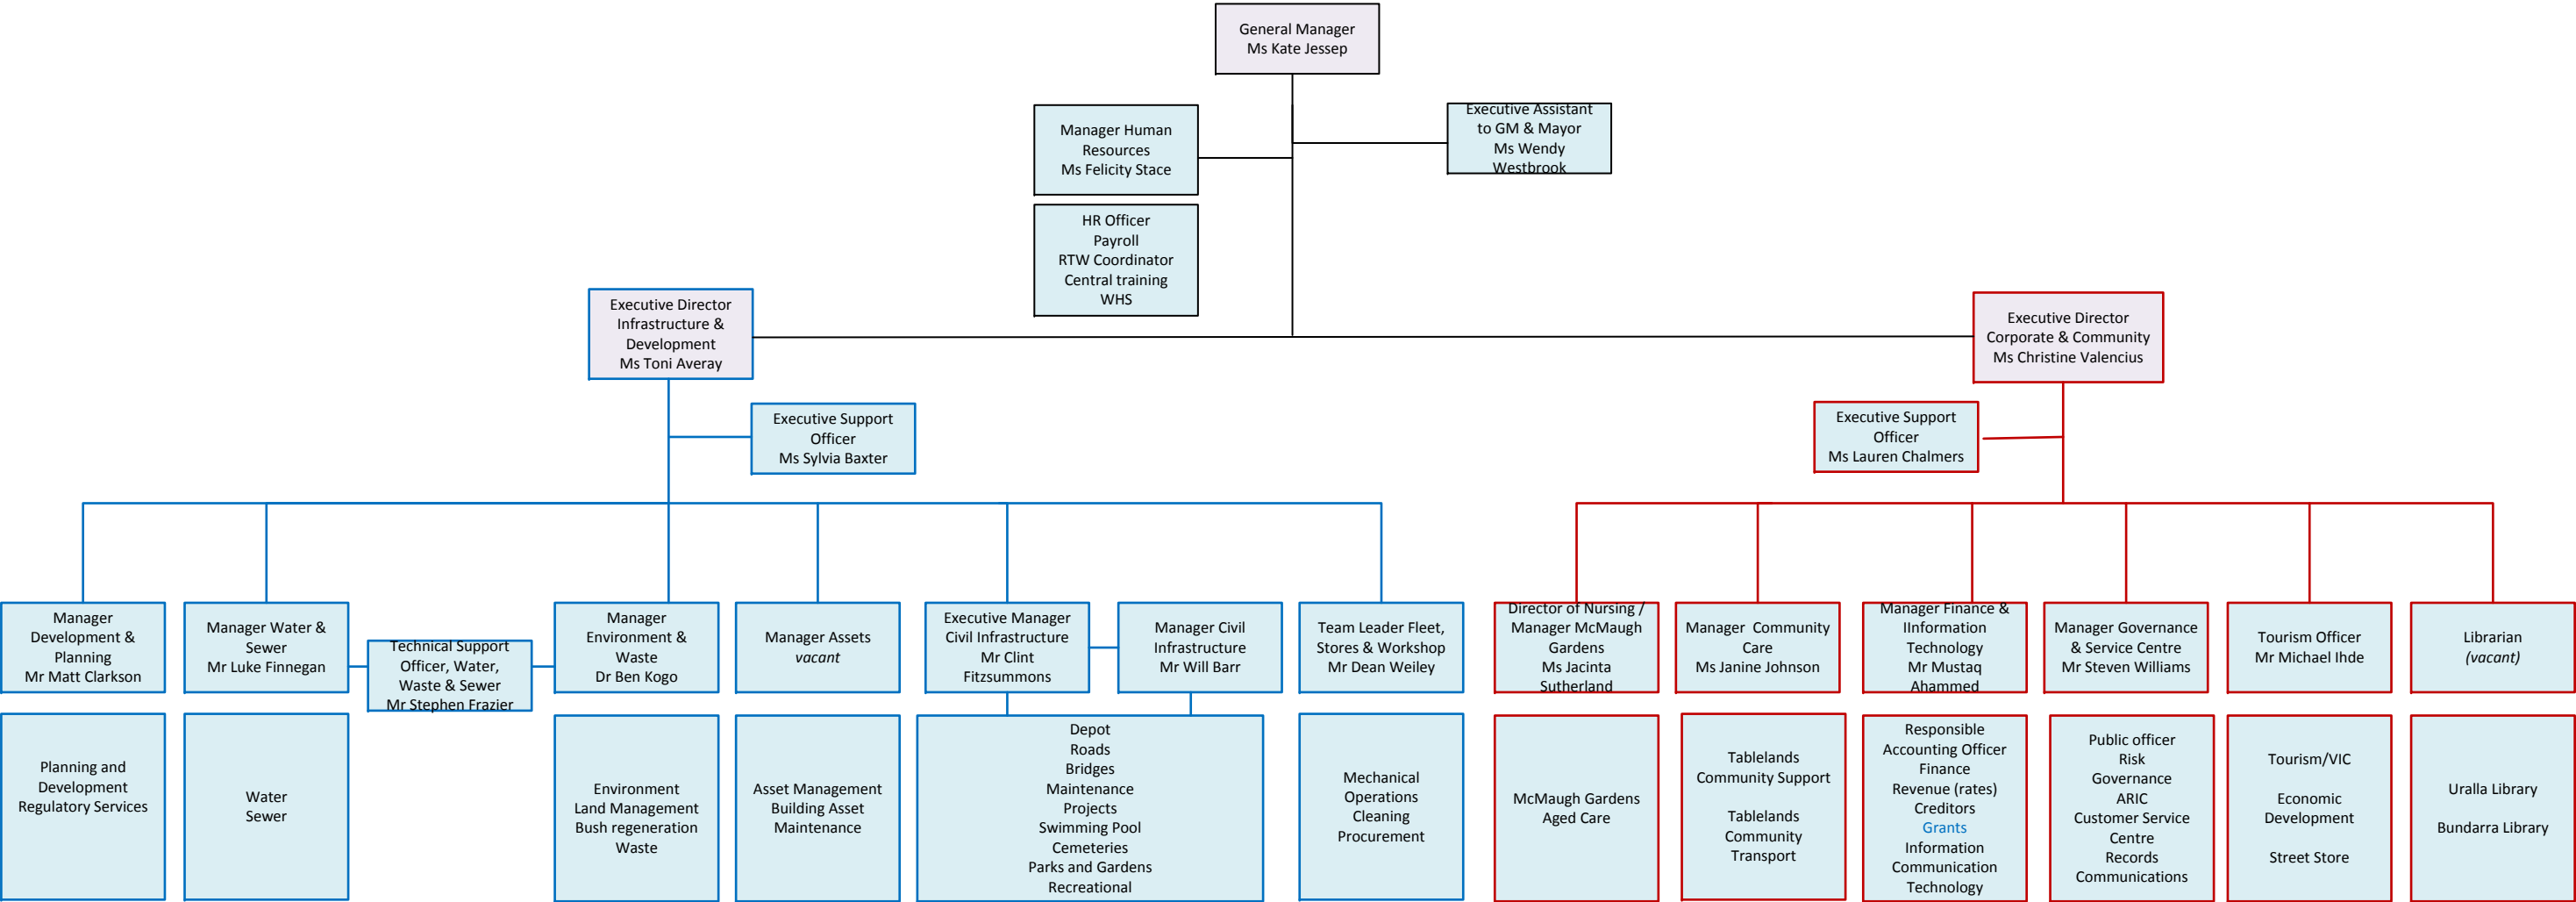 General Manager
Ms Kate Jessep
Manager Human
Resources
Ms Felicity Stace
Executive Assistant
to GM & Mayor
Ms Wendy
Westbrook
HR Officer
Payroll
RTW Coordinator
Central training
WHS
Executive Director
Infrastructure &
Development
Ms Toni Averay
Executive Director
Corporate & Community
Ms Christine Valencius
Executive Support
Officer
Ms Sylvia Baxter
Executive Support
Officer
Ms Lauren Chalmers
Manager
Development &
Planning
Mr Matt Clarkson
Manager Water &
Sewer
Mr Luke Finnegan
Technical Support
Officer, Water,
Waste & Sewer
Mr Stephen Frazier
Manager
Environment &
Waste
Dr Ben Kogo
Manager Assets
vacant
Executive Manager
Civil Infrastructure
Mr Clint
Fitzsummons
Manager Civil
Infrastructure
Mr Will Barr
Team Leader Fleet,
Stores & Workshop
Mr Dean Weiley
Director of Nursing /
Manager McMaugh
Gardens
Ms Jacinta
Sutherland
Manager Community
Care
Ms Janine Johnson
Manager Finance &
IInformation
Technology
Mr Mustaq
Ahammed
Manager Governance
& Service Centre
Mr Steven Williams
Tourism Officer
Mr Michael Ihde
Librarian
(vacant)
Planning and
Development
Regulatory Services
Water
Sewer
Environment
Land Management
Bush regeneration
Waste
Asset Management
Building Asset
Maintenance
Depot
Roads
Bridges
Maintenance
Projects
Swimming Pool
Cemeteries
Parks and Gardens
Recreational
Mechanical
Operations
Cleaning
Procurement
McMaugh Gardens
Aged Care
Tablelands
Community Support
Tablelands
Community
Transport
Responsible
Accounting Officer
Finance
Revenue (rates)
Creditors
Grants
Information
Communication
Technology
Public officer
Risk
Governance
ARIC
Customer Service
Centre
Records
Communications
Tourism/VIC
Economic
Development
Street Store
Uralla Library
Bundarra Library